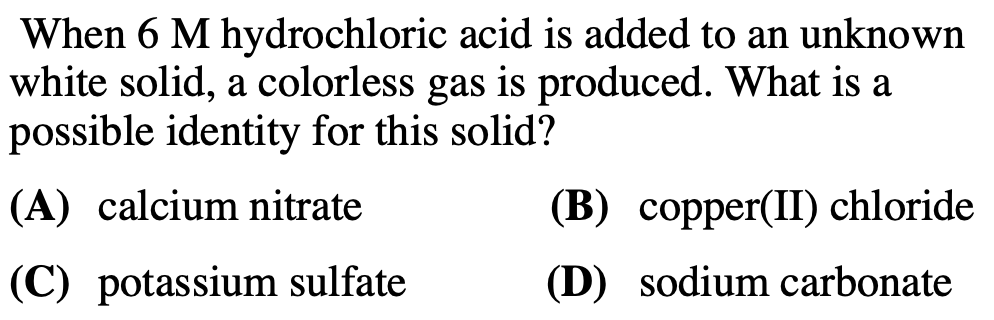 When 6 M hydrochloric acid is added to an unknown
white solid, a colorless gas is produced. What is a
possible identity for this solid?
(A) calcium nitrate (B) copper(II) chloride
(C) potassium sulfate (D) sodium carbonate